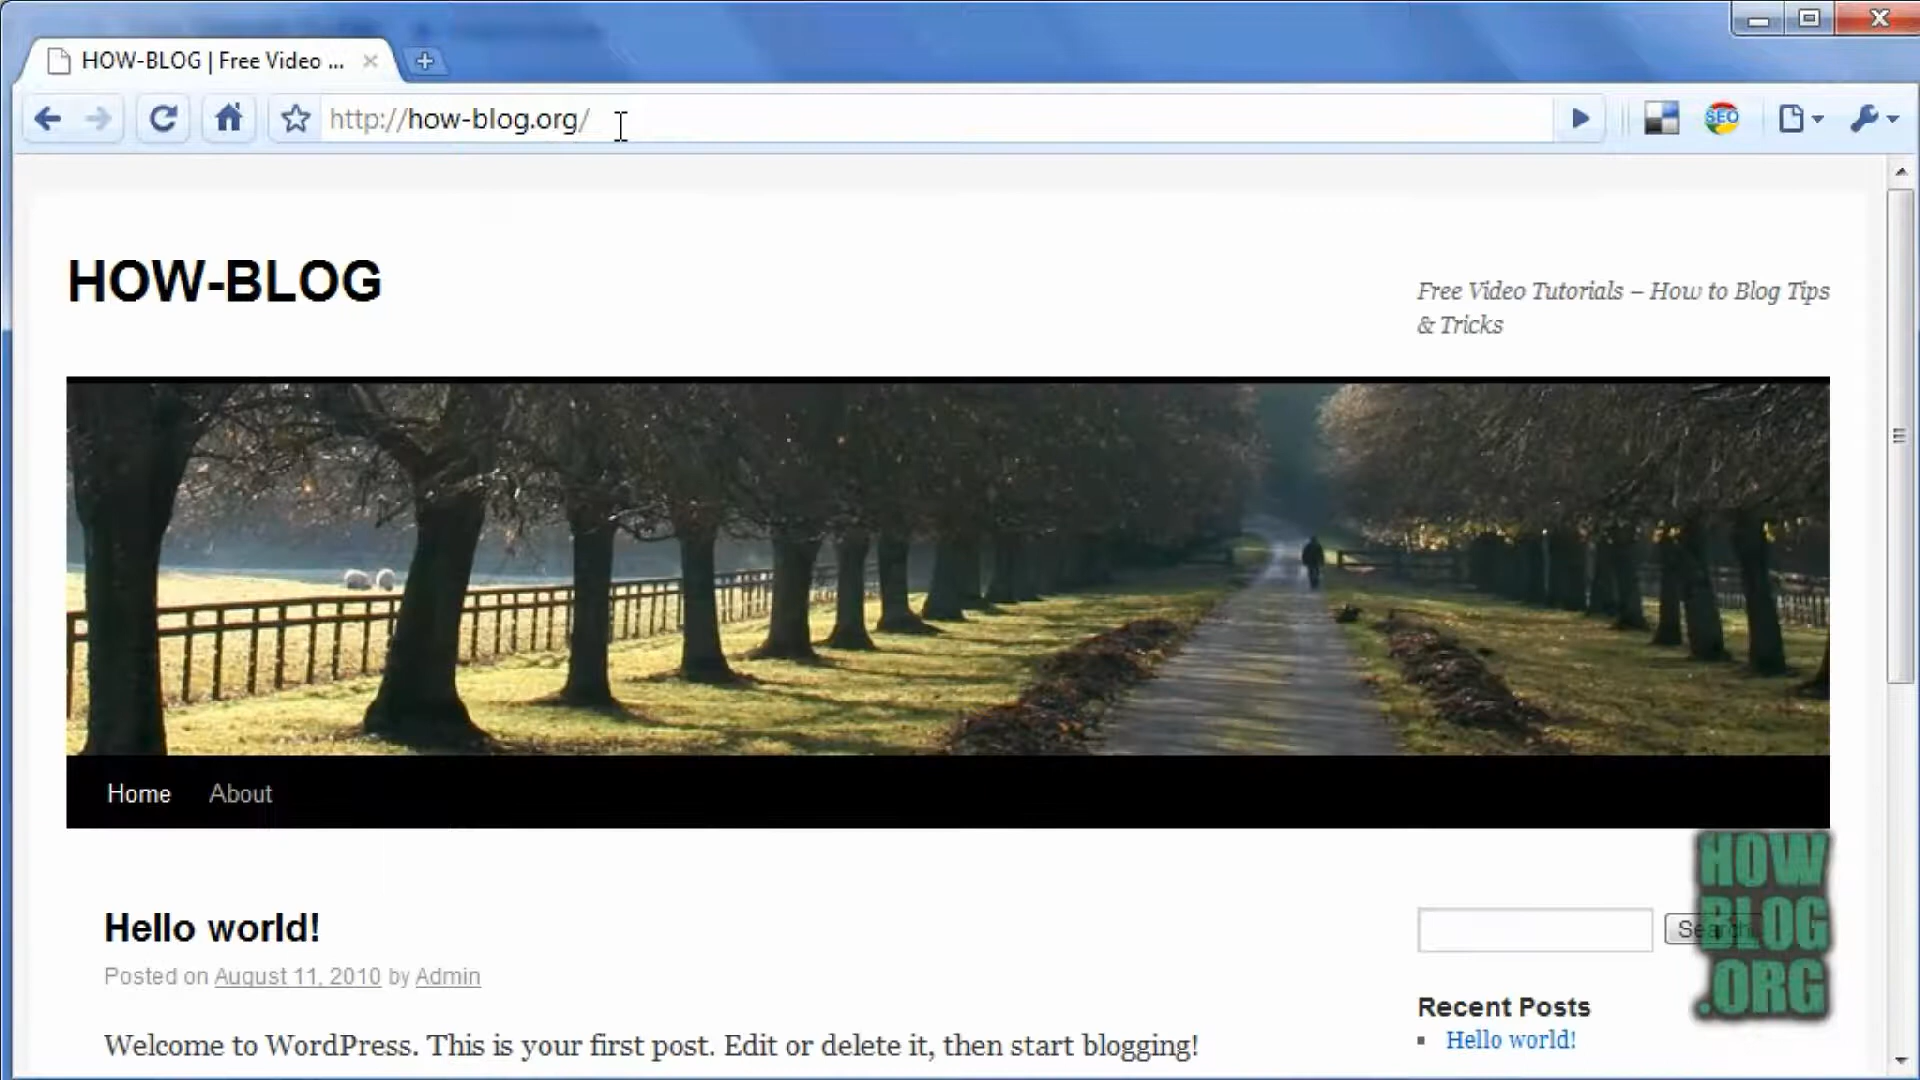 HOW-BLOG | Free Video ...
http://how-blog.org/
SEO
HOW-BLOG
Free Video Tutorials – How to Blog Tips
& Tricks
Home About
Hello world!
Posted on August 11, 2010 by Admin
Welcome to WordPress. This is your first post. Edit or delete it, then start blogging!
Search
Recent Posts
Hello world!
HOW
BLOG
.ORG